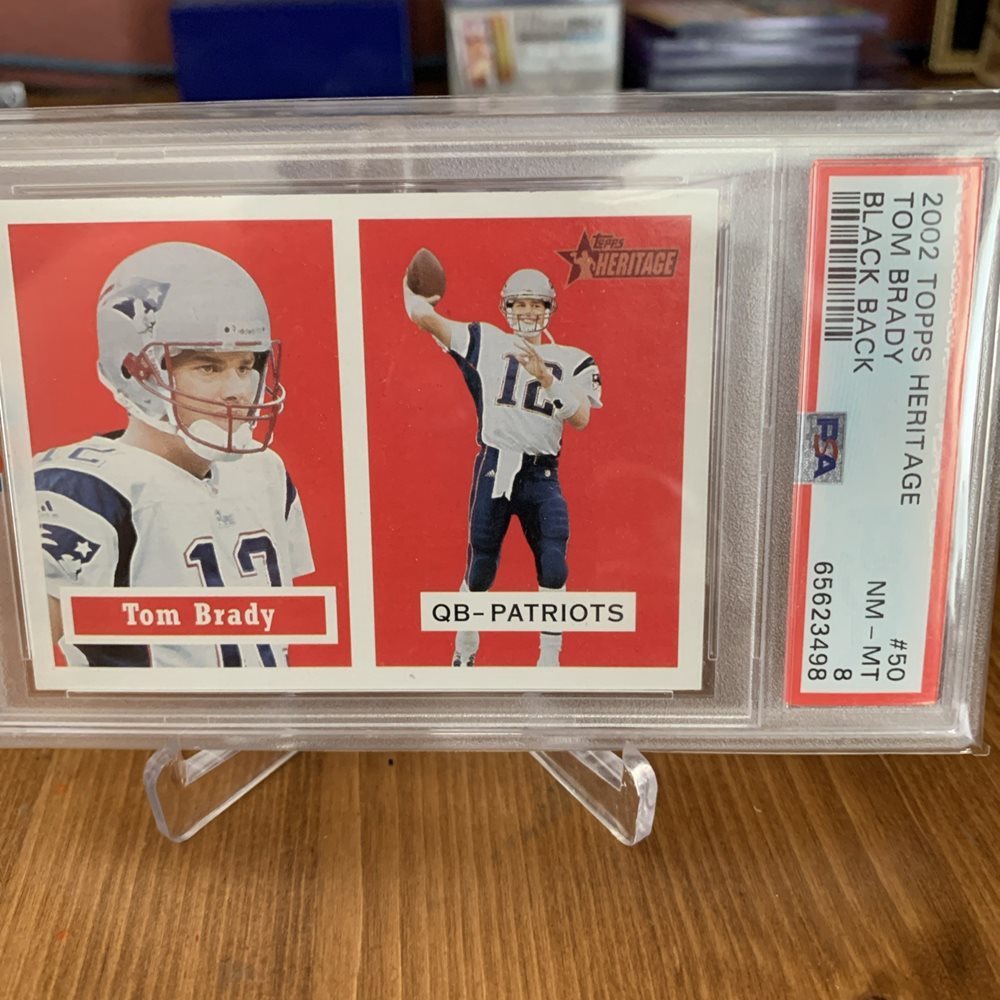 TOPPS
HERITAGE
12
12
12
Tom Brady
QB-PATRIOTS
2002 TOPPS HERITAGE #50
TOM BRADY NM-MT
BLACK BACK 8
PSA 65623498